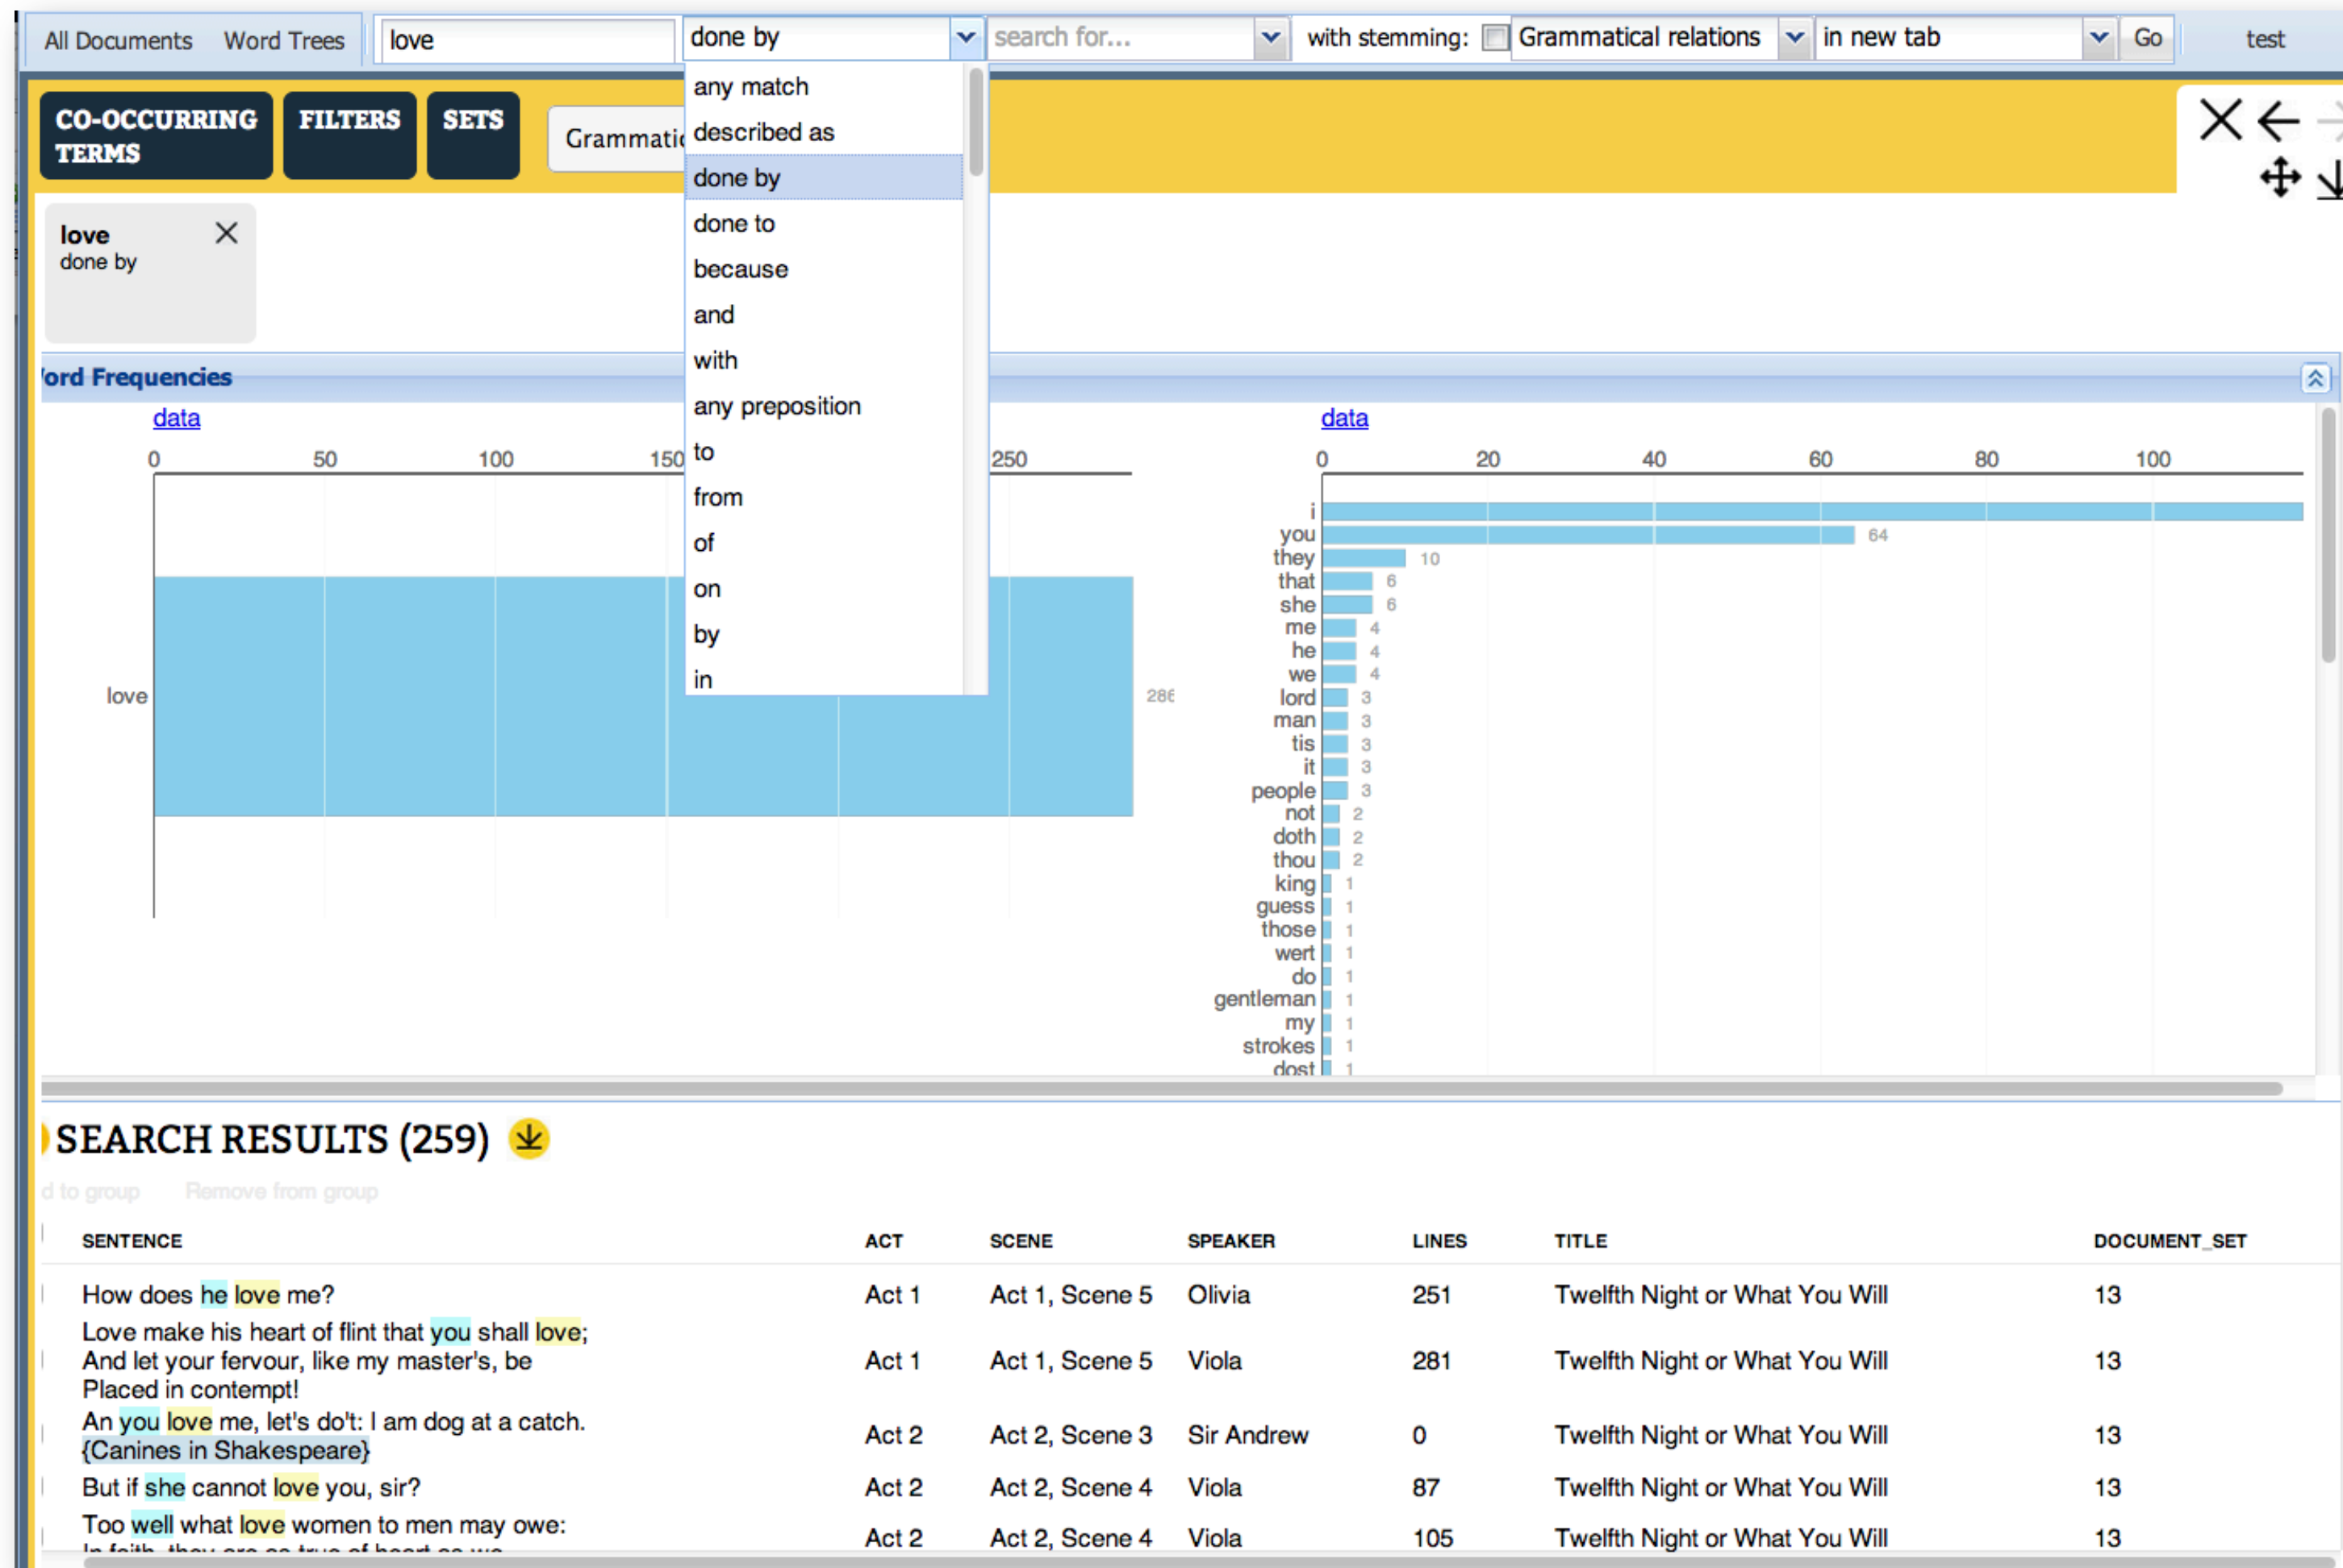 All Documents Word Trees love done by search for... with stemming: Grammatical relations in new tab Go test
any match
described as
done by
done to
because
and
with
any preposition
to
from
of
on
by
in
CO-OCCURRING
TERMS
FILTERS
SETS
Grammatic
love
done by
ord Frequencies
data
0 50 100 150 250
love
286
data
0 20 40 60 80 100
i
you 64
they 10
that 6
she 6
me 4
he 4
we 4
lord 3
man 3
tis 3
it 3
people 3
not 2
doth 2
thou 2
king 1
guess 1
those 1
wert 1
do 1
gentleman 1
my 1
strokes 1
dost 1
SEARCH RESULTS (259)
d to group Remove from group
SENTENCE ACT SCENE SPEAKER LINES TITLE DOCUMENT_SET
How does he love me? Act 1 Act 1, Scene 5 Olivia 251 Twelfth Night or What You Will 13
Love make his heart of flint that you shall love;
And let your fervour, like my master's, be Act 1 Act 1, Scene 5 Viola 281 Twelfth Night or What You Will 13
Placed in contempt!
An you love me, let's do't: I am dog at a catch.
{Canines in Shakespeare} Act 2 Act 2, Scene 3 Sir Andrew 0 Twelfth Night or What You Will 13
But if she cannot love you, sir? Act 2 Act 2, Scene 4 Viola 87 Twelfth Night or What You Will 13
Too well what love women to men may owe:
In faith, they are as true of heart as we Act 2 Act 2, Scene 4 Viola 105 Twelfth Night or What You Will 13